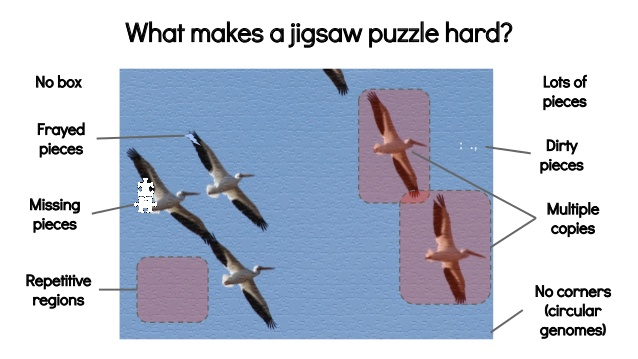 What makes a jigsaw puzzle hard?
No box
Frayed
pieces
Missing
pieces
Repetitive
regions
Lots of
pieces
Dirty
pieces
Multiple
copies
No corners
(circular
genomes)